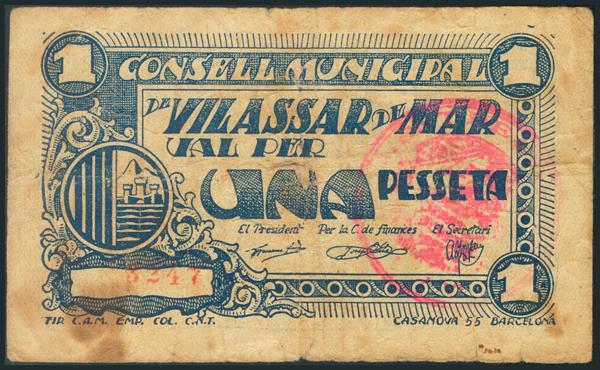 1 CONSELL MUNICIPAL 1
DE VILASSAR DE MAR
VAL PER
UNA PESSETA
El President Per la C. de finances El Secretari
5247
1
TIP. C.A.M. EMP. COL. C.N.T. CASANOVA 55 BARCELONA